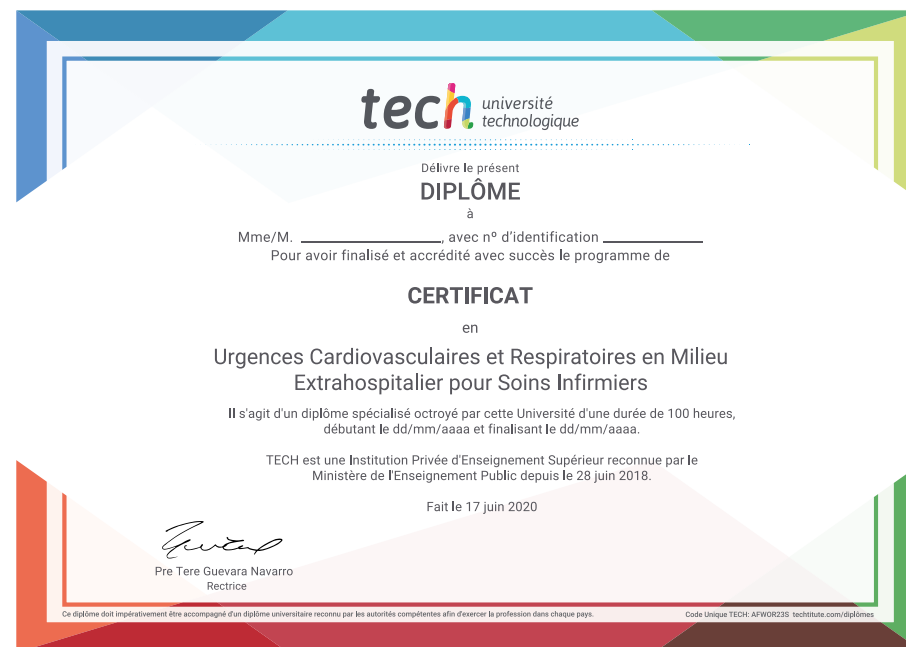 tech université
technologique
Délivre le présent
DIPLÔME
à
Mme/M. ____________________, avec nº d'identification ______________
Pour avoir finalisé et accrédité avec succès le programme de
CERTIFICAT
en
Urgences Cardiovasculaires et Respiratoires en Milieu
Extrahospitalier pour Soins Infirmiers
Il s'agit d'un diplôme spécialisé octroyé par cette Université d'une durée de 100 heures,
débutant le dd/mm/aaaa et finalisant le dd/mm/aaaa.
TECH est une Institution Privée d'Enseignement Supérieur reconnue par le
Ministère de l'Enseignement Public depuis le 28 juin 2018.
Fait le 17 juin 2020
Pre Tere Guevara Navarro
Rectrice
Ce diplôme doit impérativement être accompagné d'un diplôme universitaire reconnu par les autorités compétentes afin d'exercer la profession dans chaque pays.
Code Unique TECH: AFWOR23S techtitute.com/diplômes